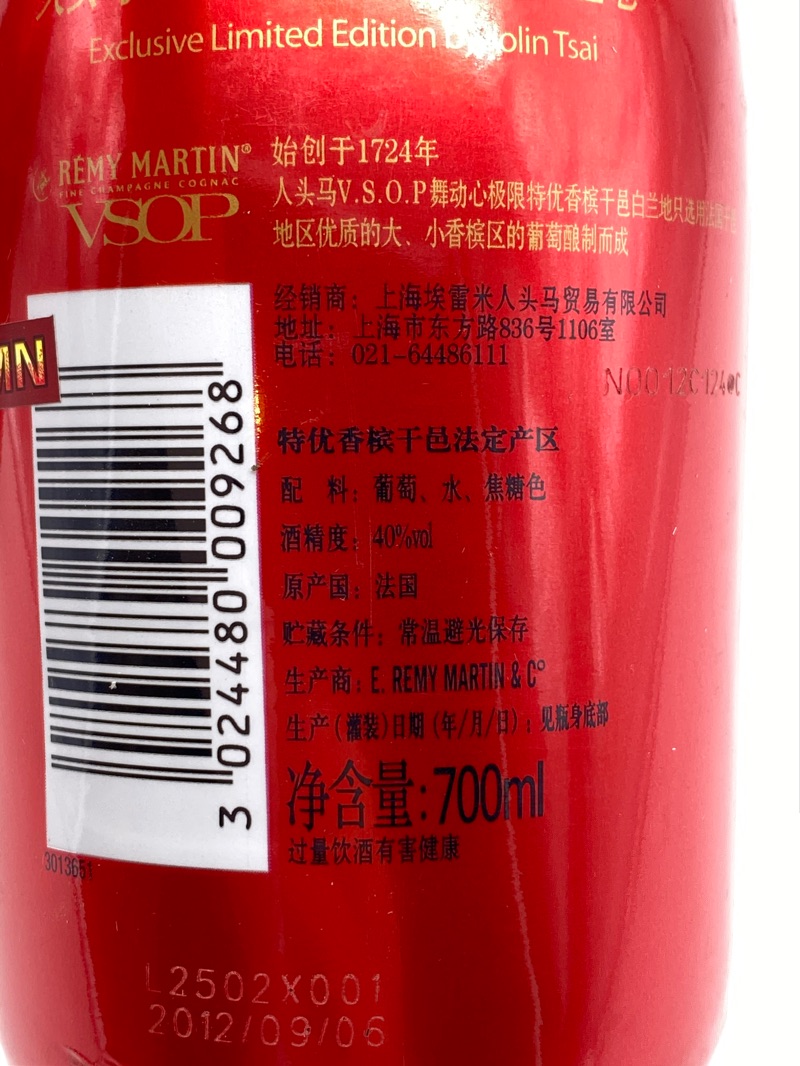 Exclusive Limited Edition by Jolin Tsai
RÉMY MARTIN®
FINE CHAMPAGNE COGNAC
VSOP
始创于1724年
人头马V.S.O.P舞动心极限特优香槟干邑白兰地只选用法国干邑
地区优质的大、小香槟区的葡萄酿制而成
经销商：上海埃雷米人头马贸易有限公司
地址：上海市东方路836号1106室
电话：021-64486111
特优香槟干邑法定产区
配 料：葡萄、水、焦糖色
酒精度：40%vol
原产国：法国
贮藏条件：常温避光保存
生产商：E. REMY MARTIN & C°
生产(灌装)日期(年/月/日)：见瓶身底部
净含量:700ml
过量饮酒有害健康
3 024480 009268
3013651
L2502X001
2012/09/06